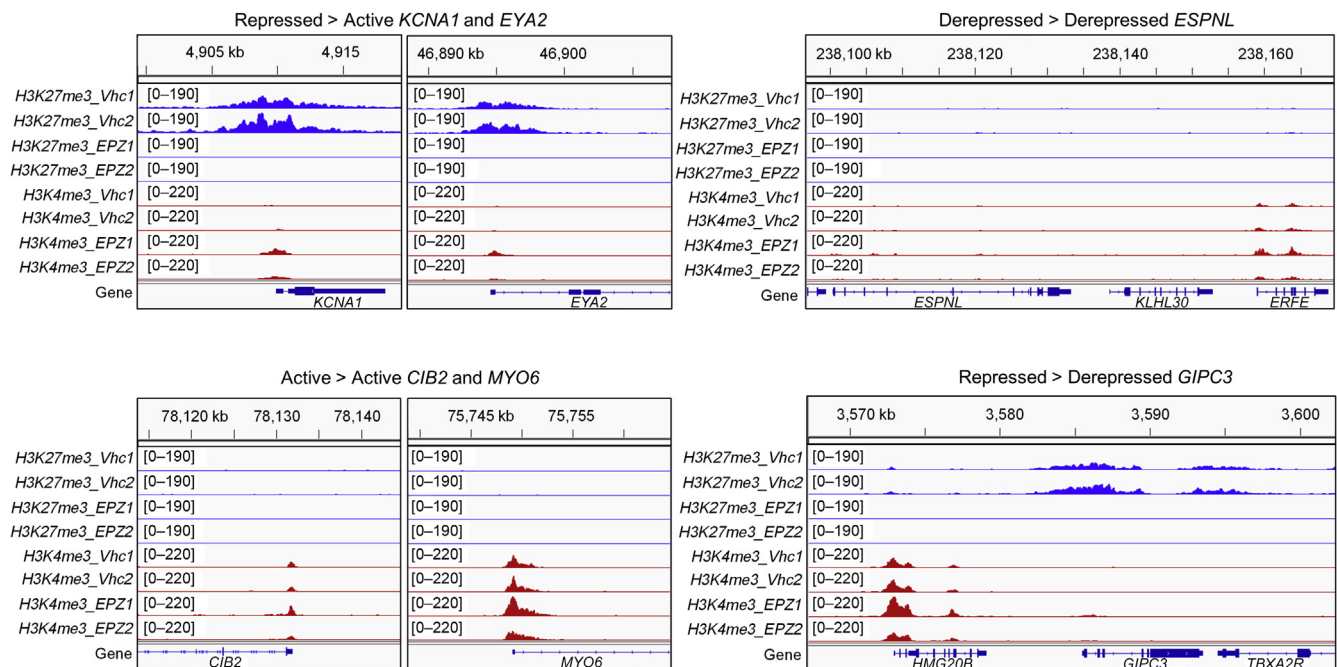 Repressed > Active KCNA1 and EYA2
4,905 kb 4,915
46,890 kb 46,900
H3K27me3_Vhc1 [0–190] [0–190]
H3K27me3_Vhc2 [0–190] [0–190]
H3K27me3_EPZ1 [0–190] [0–190]
H3K27me3_EPZ2 [0–190] [0–190]
H3K4me3_Vhc1 [0–220] [0–220]
H3K4me3_Vhc2 [0–220] [0–220]
H3K4me3_EPZ1 [0–220] [0–220]
H3K4me3_EPZ2 [0–220] [0–220]
Gene KCNA1 EYA2
Derepressed > Derepressed ESPNL
238,100 kb 238,120 238,140 238,160
H3K27me3_Vhc1 [0–190]
H3K27me3_Vhc2 [0–190]
H3K27me3_EPZ1 [0–190]
H3K27me3_EPZ2 [0–190]
H3K4me3_Vhc1 [0–220]
H3K4me3_Vhc2 [0–220]
H3K4me3_EPZ1 [0–220]
H3K4me3_EPZ2 [0–220]
Gene ESPNL KLHL30 ERFE
Active > Active CIB2 and MYO6
78,120 kb 78,130 78,140
75,745 kb 75,755
H3K27me3_Vhc1 [0–190] [0–190]
H3K27me3_Vhc2 [0–190] [0–190]
H3K27me3_EPZ1 [0–190] [0–190]
H3K27me3_EPZ2 [0–190] [0–190]
H3K4me3_Vhc1 [0–220] [0–220]
H3K4me3_Vhc2 [0–220] [0–220]
H3K4me3_EPZ1 [0–220] [0–220]
H3K4me3_EPZ2 [0–220] [0–220]
Gene CIB2 MYO6
Repressed > Derepressed GIPC3
3,570 kb 3,580 3,590 3,600
H3K27me3_Vhc1 [0–190]
H3K27me3_Vhc2 [0–190]
H3K27me3_EPZ1 [0–190]
H3K27me3_EPZ2 [0–190]
H3K4me3_Vhc1 [0–220]
H3K4me3_Vhc2 [0–220]
H3K4me3_EPZ1 [0–220]
H3K4me3_EPZ2 [0–220]
Gene HMG20B GIPC3 TBXA2R